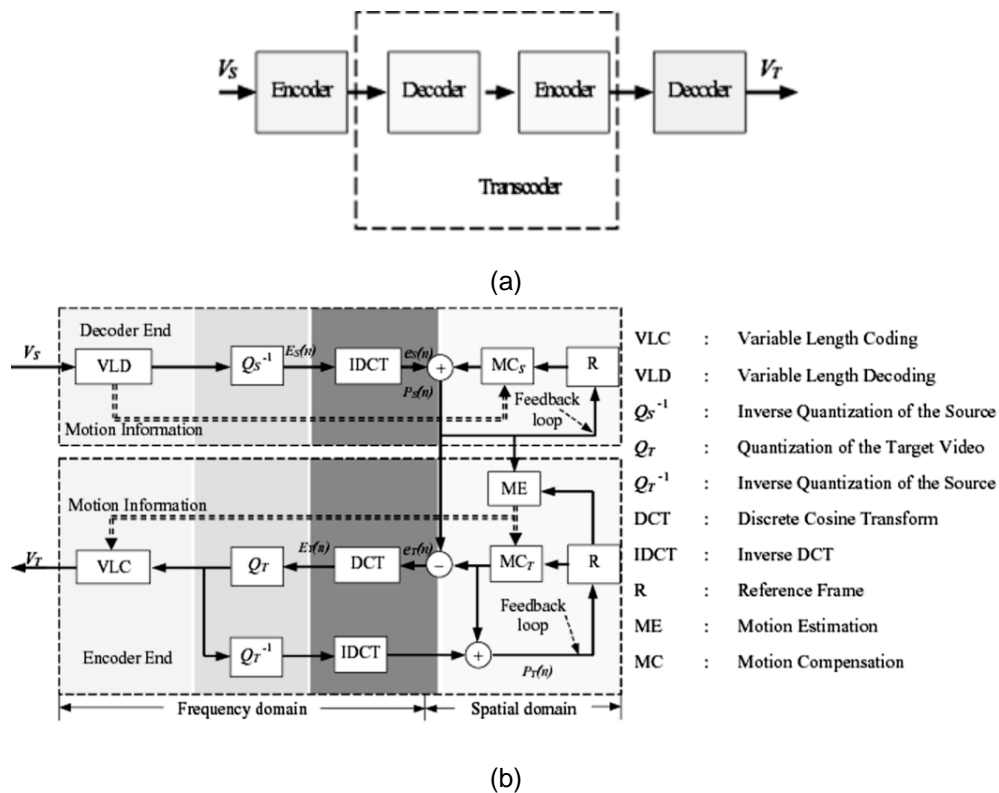 V_S Encoder Decoder Encoder Decoder V_T
Transcoder
(a)
Decoder End
V_S VLD Q_S^-1 E_S(n) IDCT e_S(n) + MC_S R
P_S(n)
Feedback
loop
Motion Information
ME
Motion Information
V_T VLC Q_T E_T(n) DCT e_T(n) − MC_T R
Feedback
loop
Encoder End Q_T^-1 IDCT +
P_T(n)
Frequency domain Spatial domain
VLC : Variable Length Coding
VLD : Variable Length Decoding
Q_S^-1 : Inverse Quantization of the Source
Q_T : Quantization of the Target Video
Q_T^-1 : Inverse Quantization of the Source
DCT : Discrete Cosine Transform
IDCT : Inverse DCT
R : Reference Frame
ME : Motion Estimation
MC : Motion Compensation
(b)